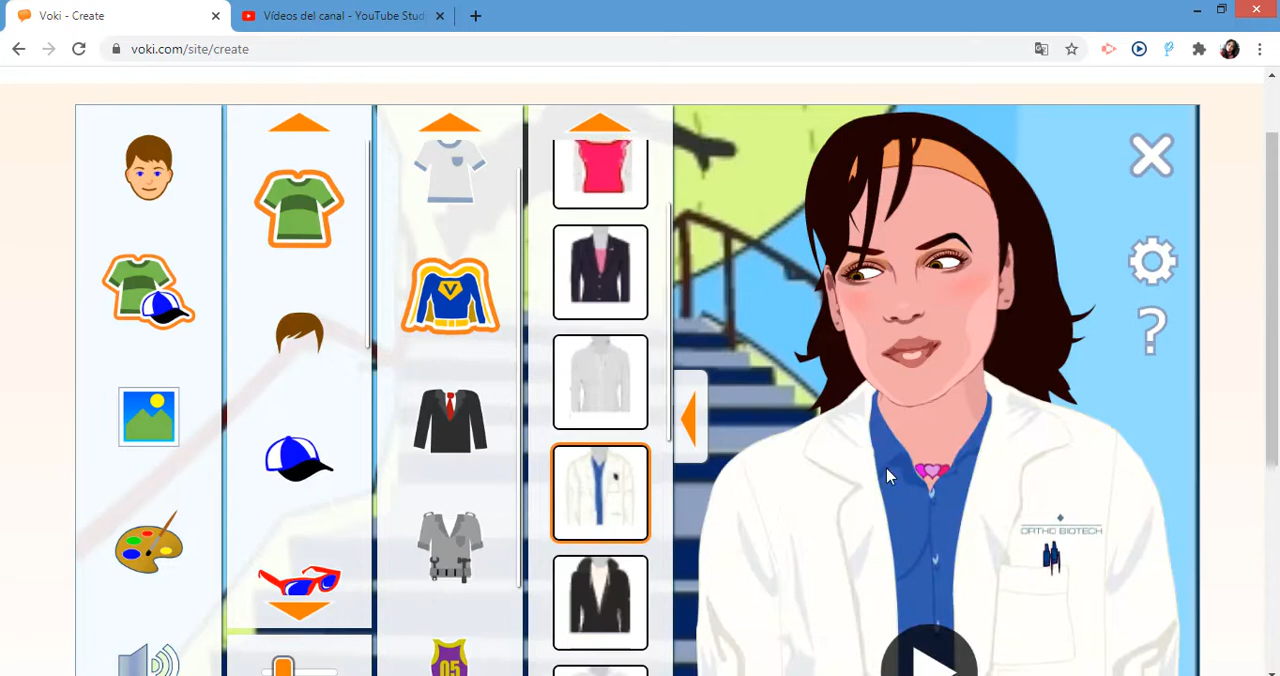 Voki - Create
Vídeos del canal - YouTube Stud
voki.com/site/create
V
05
?
ORTHO BIOTECH